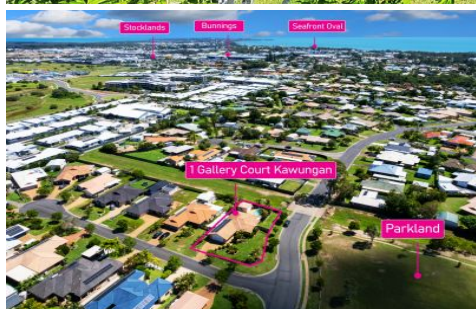 Stocklands
Bunnings
Seafront Oval
1 Gallery Court Kawungan
Parkland